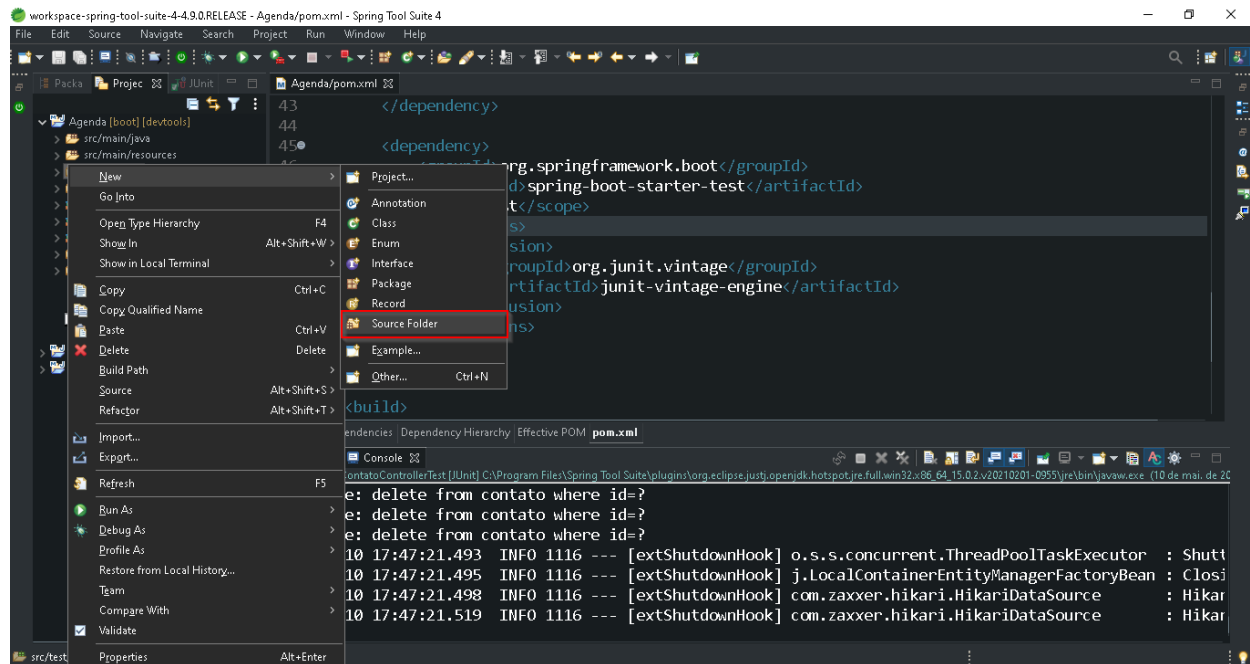 workspace-spring-tool-suite-4-4.9.0.RELEASE - Agenda/pom.xml - Spring Tool Suite 4
File Edit Source Navigate Search Project Run Window Help
Packa Projec JUnit
Agenda [boot] [devtools]
src/main/java
src/main/resources
New
Go Into
Open Type Hierarchy F4
Show In Alt+Shift+W >
Show in Local Terminal >
Copy Ctrl+C
Copy Qualified Name
Paste Ctrl+V
Delete Delete
Build Path >
Source Alt+Shift+S >
Refactor Alt+Shift+T >
Import...
Export...
Refresh F5
Run As >
Debug As >
Profile As >
Restore from Local History...
Team >
Compare With >
Validate
Properties Alt+Enter
Project...
Annotation
Class
Enum
Interface
Package
Record
Source Folder
Example...
Other... Ctrl+N
Agenda/pom.xml
43 </dependency>
44
45 <dependency>
org.springframework.boot</groupId>
d>spring-boot-starter-test</artifactId>
t</scope>
s>
sion>
roupId>org.junit.vintage</groupId>
rtifactId>junit-vintage-engine</artifactId>
usion>
ns>
<build>
endencies Dependency Hierarchy Effective POM pom.xml
Console
ontatoControllerTest [JUnit] C:\Program Files\Spring Tool Suite\plugins\org.eclipse.justj.openjdk.hotspot.jre.full.win32.x86_64_15.0.2.v20210201-0955\jre\bin\javaw.exe (10 de mai. de 20
e: delete from contato where id=?
e: delete from contato where id=?
e: delete from contato where id=?
10 17:47:21.493 INFO 1116 --- [extShutdownHook] o.s.s.concurrent.ThreadPoolTaskExecutor : Shutt
10 17:47:21.495 INFO 1116 --- [extShutdownHook] j.LocalContainerEntityManagerFactoryBean : Closi
10 17:47:21.498 INFO 1116 --- [extShutdownHook] com.zaxxer.hikari.HikariDataSource : Hikar
10 17:47:21.519 INFO 1116 --- [extShutdownHook] com.zaxxer.hikari.HikariDataSource : Hikar
src/test